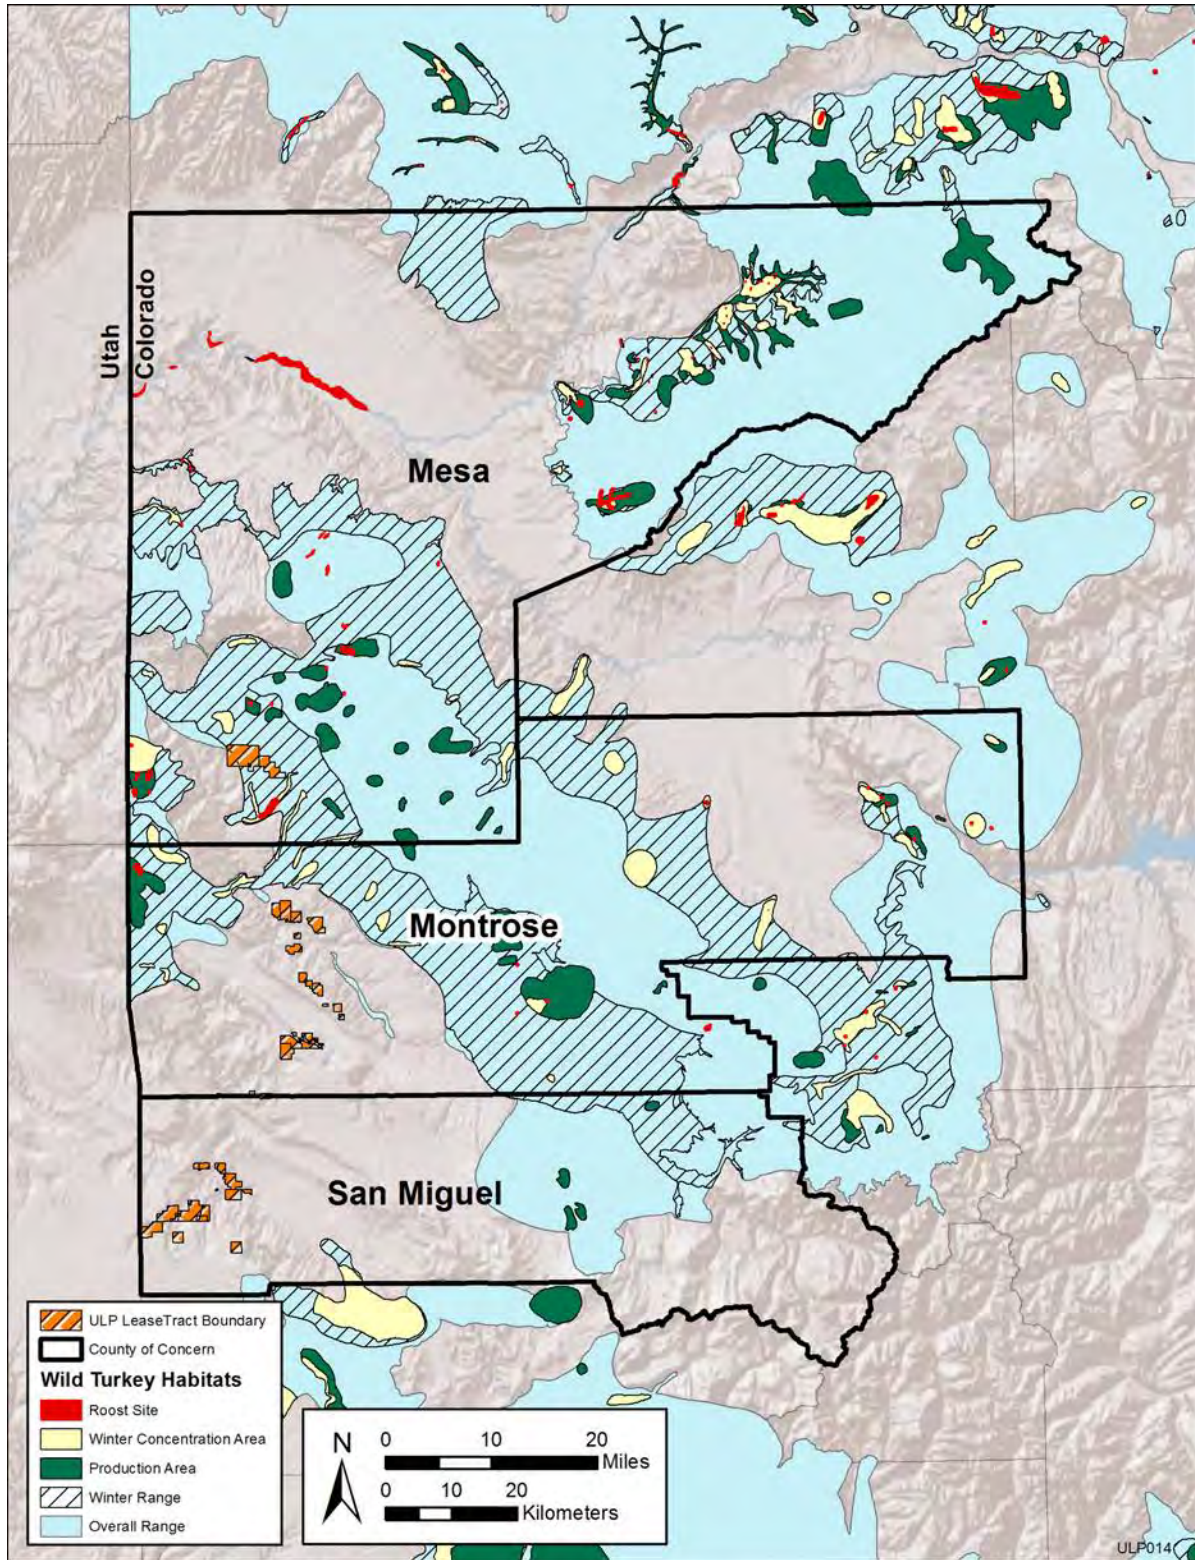 Utah
Colorado
Mesa
Montrose
San Miguel
ULP LeaseTract Boundary
County of Concern
Wild Turkey Habitats
Roost Site
Winter Concentration Area
Production Area
Winter Range
Overall Range
N
0 10 20
Miles
0 10 20
Kilometers
ULP014